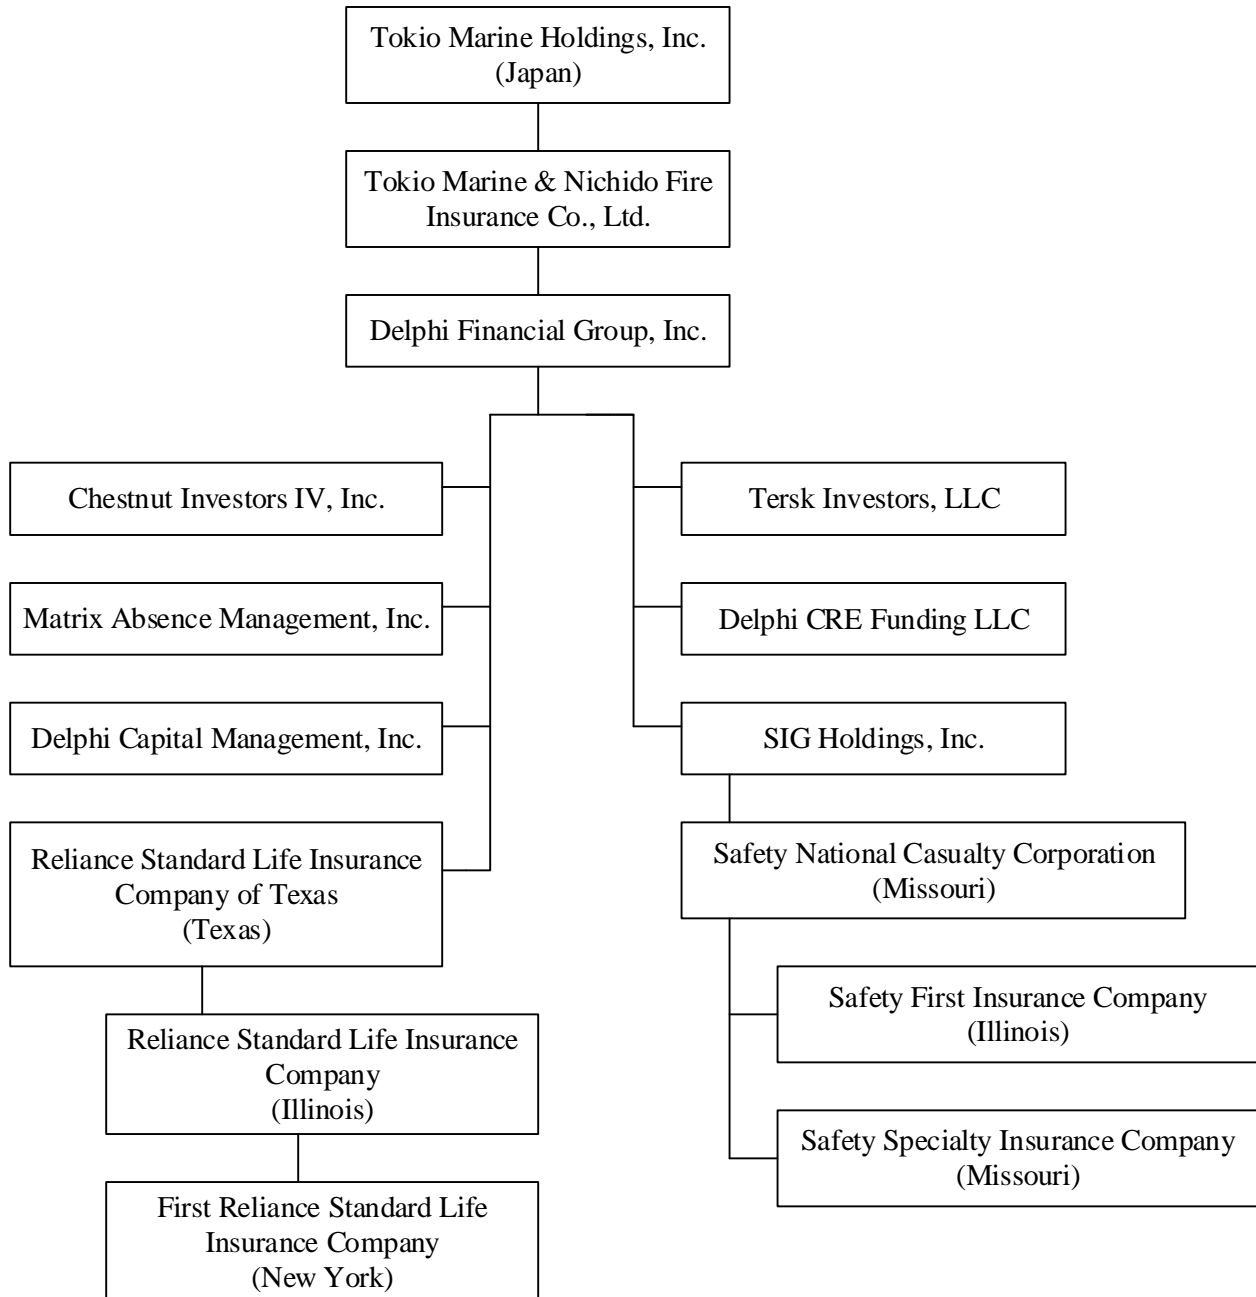 Tokio Marine Holdings, Inc.
(Japan)
Tokio Marine & Nichido Fire
Insurance Co., Ltd.
Delphi Financial Group, Inc.
Chestnut Investors IV, Inc.
Matrix Absence Management, Inc.
Delphi Capital Management, Inc.
Reliance Standard Life Insurance
Company of Texas
(Texas)
Reliance Standard Life Insurance
Company
(Illinois)
First Reliance Standard Life
Insurance Company
(New York)
Tersk Investors, LLC
Delphi CRE Funding LLC
SIG Holdings, Inc.
Safety National Casualty Corporation
(Missouri)
Safety First Insurance Company
(Illinois)
Safety Specialty Insurance Company
(Missouri)